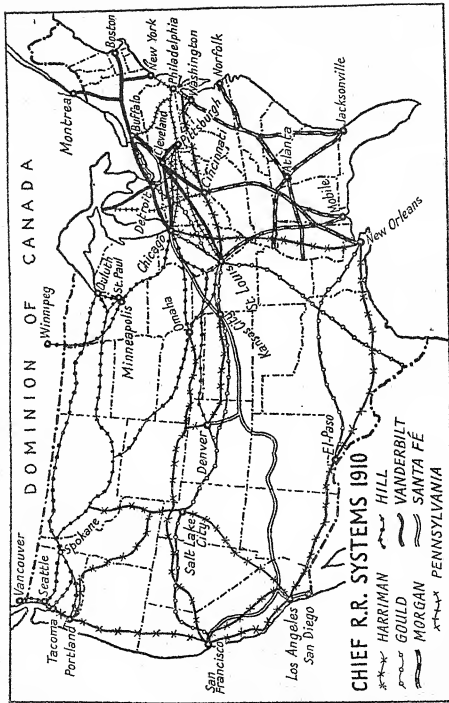 DOMINION OF CANADA
Vancouver
Seattle
Tacoma
Portland
Spokane
Winnipeg
Duluth
St. Paul
Minneapolis
Montrea
Boston
New York
Philadelphia
Washington
Norfolk
Buffalo
Cleveland
Pittsburgh
Detroit
Chicago
Cincinnati
Omaha
Salt Lake
City
Denver
Kansas City
St. Louis
San
Francisco
Los Angeles
San Diego
El Paso
Atlanta
Mobile
New Orleans
Jacksonville
CHIEF R.R. SYSTEMS 1910
HARRIMAN
HILL
GOULD
VANDERBILT
MORGAN
SANTA FÉ
PENNSYLVANIA